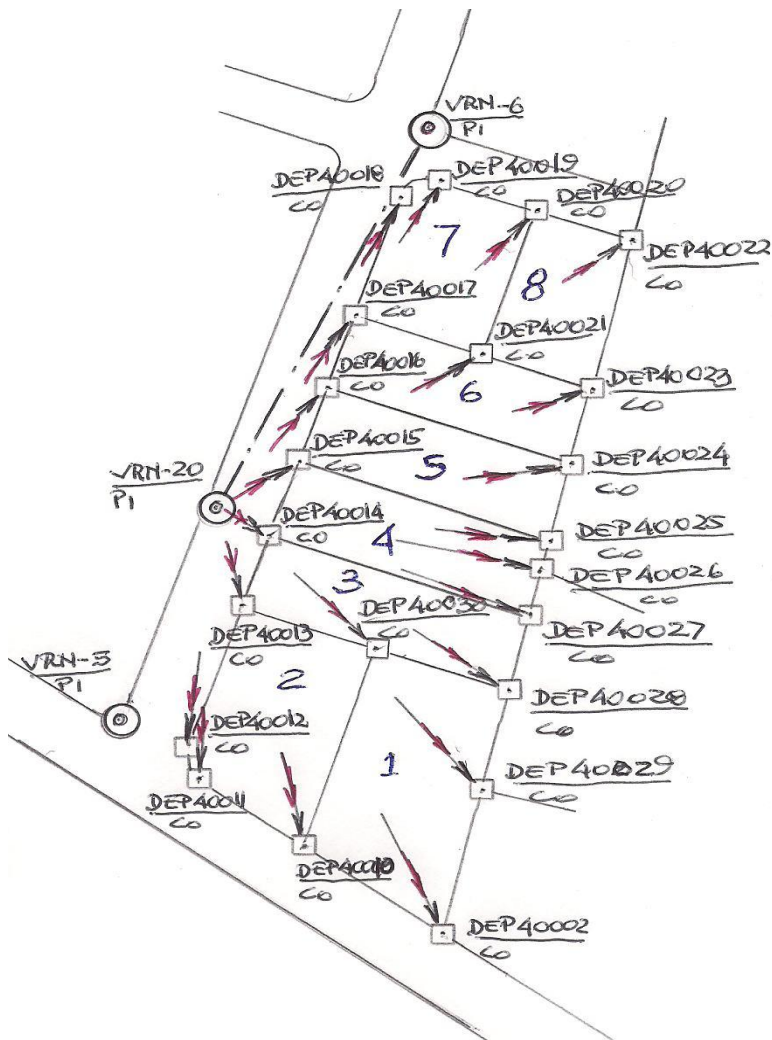 VRN-6
P1
DEP40019
CO
DEP40018
CO
DEP40020
CO
7
DEP40022
CO
8
DEP40017
CO
DEP40021
CO
DEP40016
CO
6
DEP40023
CO
DEP40015
CO
5
DEP40024
CO
VRN-20
P1
DEP40014
CO
4
DEP40025
CO
3
DEP40026
CO
DEP40030
CO
DEP40027
CO
DEP40013
CO
VRN-3
P1
2
DEP40028
CO
DEP40012
CO
1
DEP40029
CO
DEP40011
CO
DEP40010
CO
DEP40002
CO